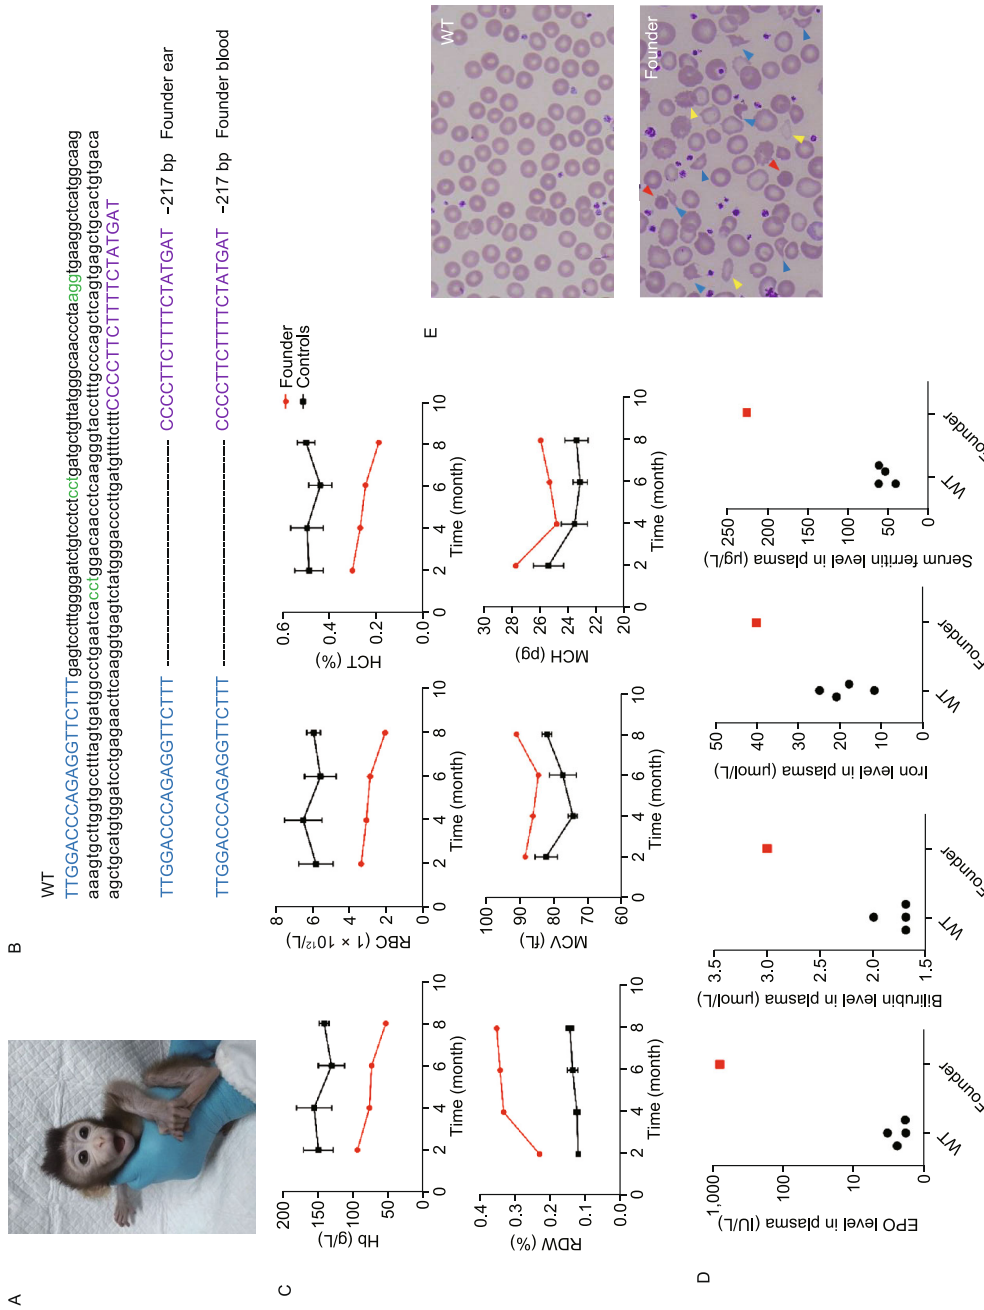 A
B
WT
TTGGACCCAGAGGTTCTTTgagtcctttggggatctgtcctctcctgatgctgttatgggcaaccctaaggtgaaggctcatggcaag
aaagtgcttggtgcctttagtgatggcctgaatcacctggacaacctcaagggtacctttgcccagctcagtgagctgcactgtgaca
agctgcatgtggatcctgagaacttcaaggtgagtctatgggacccttgatgttttctttCCCCTTCTTTTCTATGAT
TTGGACCCAGAGGTTCTTT----------------------------CCCCTTCTTTTCTATGAT −217 bp Founder ear
TTGGACCCAGAGGTTCTTT----------------------------CCCCTTCTTTTCTATGAT −217 bp Founder blood
C
Hb (g/L)
200
150
100
50
0
0 2 4 6 8 10
Time (month)
RBC (1 × 10¹²/L)
8
6
4
2
0
0 2 4 6 8 10
Time (month)
HCT (%)
0.6
0.4
0.2
0.0
0 2 4 6 8 10
Time (month)
Founder
Controls
RDW (%)
0.4
0.3
0.2
0.1
0.0
0 2 4 6 8 10
Time (month)
MCV (fL)
100
90
80
70
60
0 2 4 6 8 10
Time (month)
MCH (pg)
30
28
26
24
22
20
0 2 4 6 8 10
Time (month)
D
EPO level in plasma (IU/L)
1,000
100
10
0
WT Founder
Bilirubin level in plasma (μmol/L)
3.5
3.0
2.5
2.0
1.5
WT Founder
Iron level in plasma (μmol/L)
50
40
30
20
10
0
WT Founder
Serum ferritin level in plasma (μg/L)
250
200
150
100
50
0
WT Founder
E
WT
Founder